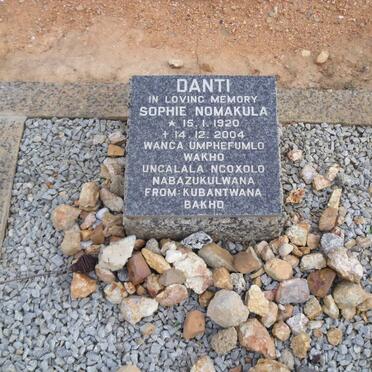 DANTI
IN LOVING MEMORY
SOPHIE NOMAKULA
★ 15.1.1920
✝ 14.12.2004
WANCA UMPHEFUMLO
WAKHO
UNCALALA NGOXOLO
NABAZUKULWANA
FROM: KUBANTWANA
BAKHO